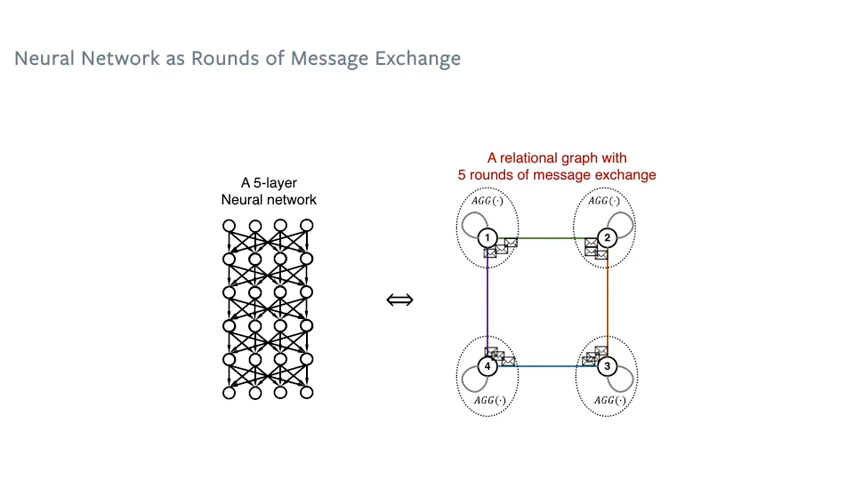 Neural Network as Rounds of Message Exchange
A 5-layer
Neural network
A relational graph with
5 rounds of message exchange
AGG(·)
AGG(·)
1
2
⇔
4
3
AGG(·)
AGG(·)